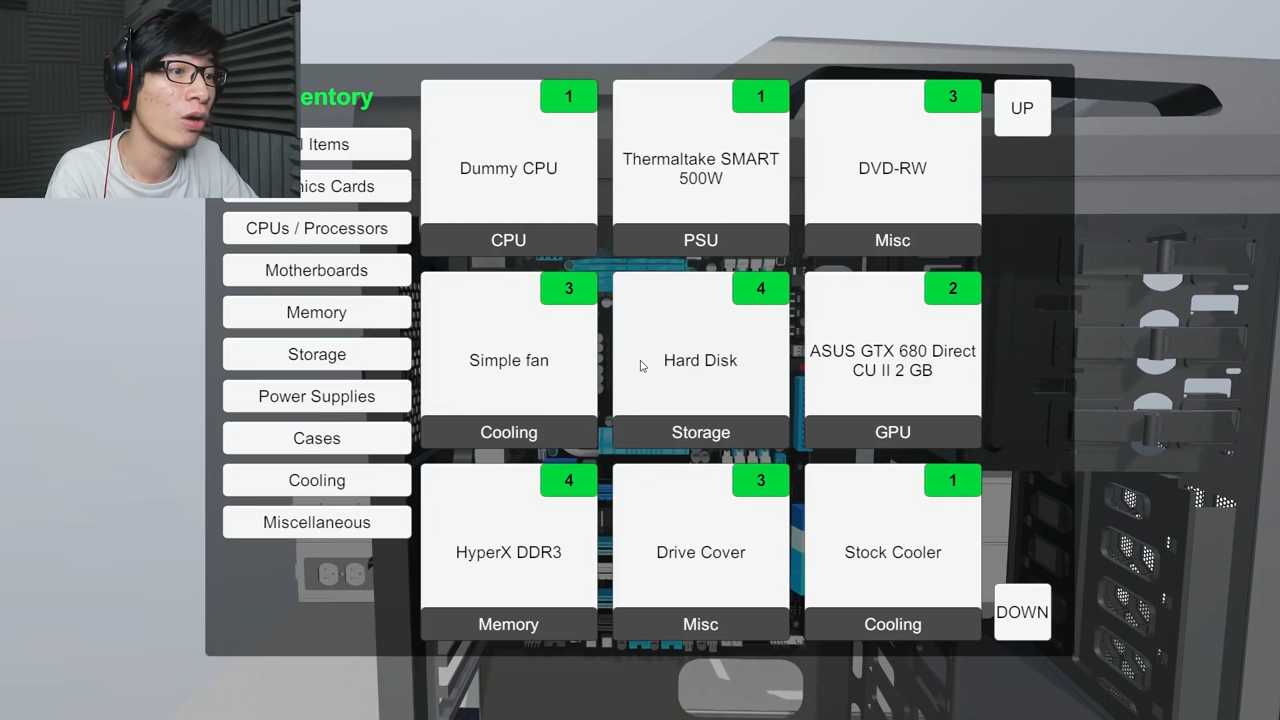 entory
1
Dummy CPU
CPU
1
Thermaltake SMART
500W
PSU
3
DVD-RW
Misc
UP
Items
ics Cards
CPUs / Processors
Motherboards
Memory
Storage
Power Supplies
Cases
Cooling
Miscellaneous
3
Simple fan
Cooling
4
Hard Disk
Storage
2
ASUS GTX 680 Direct
CU II 2 GB
GPU
4
HyperX DDR3
Memory
3
Drive Cover
Misc
1
Stock Cooler
Cooling
DOWN